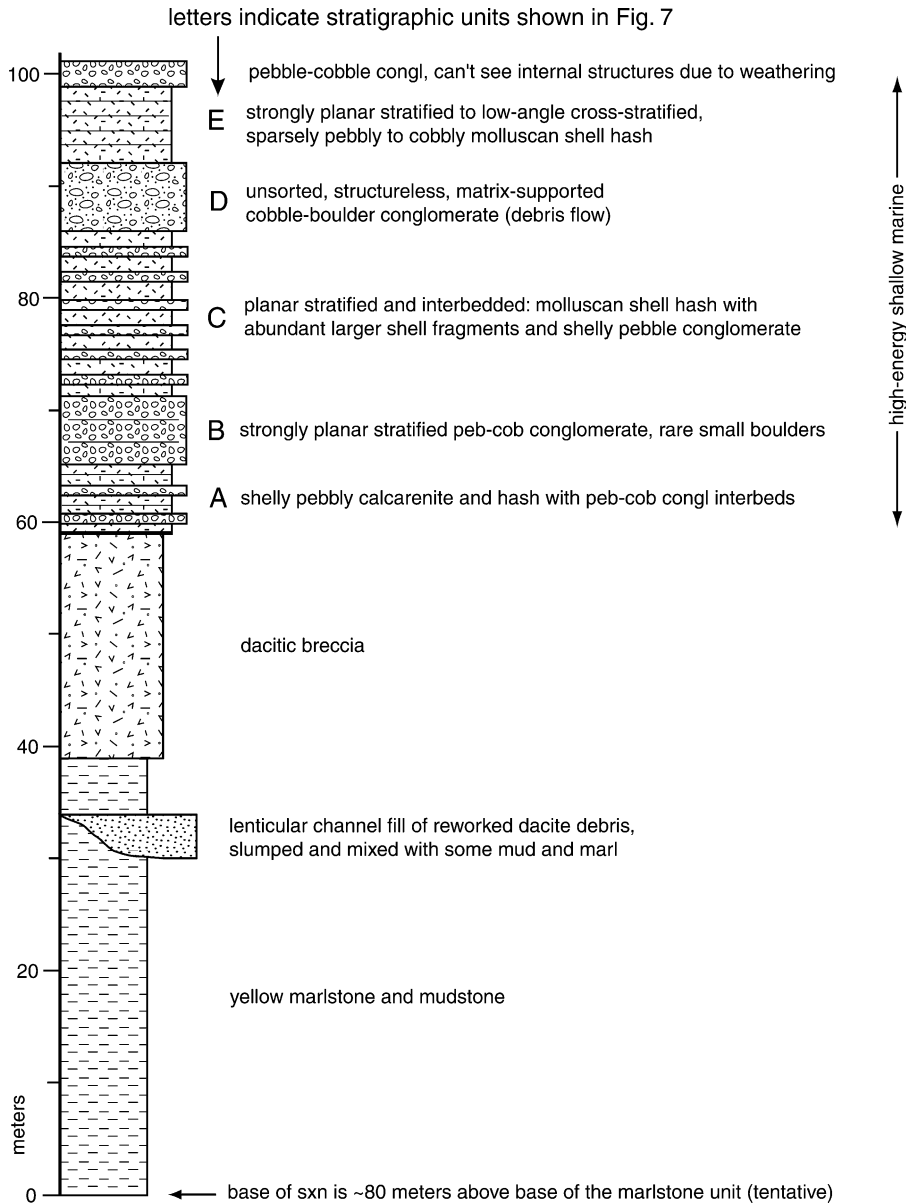 letters indicate stratigraphic units shown in Fig. 7
100
pebble-cobble congl, can't see internal structures due to weathering
E
strongly planar stratified to low-angle cross-stratified,
sparsely pebbly to cobbly molluscan shell hash
D
unsorted, structureless, matrix-supported
cobble-boulder conglomerate (debris flow)
high-energy shallow marine
80
C
planar stratified and interbedded: molluscan shell hash with
abundant larger shell fragments and shelly pebble conglomerate
B
strongly planar stratified peb-cob conglomerate, rare small boulders
A
shelly pebbly calcarenite and hash with peb-cob congl interbeds
60
dacitic breccia
40
lenticular channel fill of reworked dacite debris,
slumped and mixed with some mud and marl
20
yellow marlstone and mudstone
meters
0
base of sxn is ~80 meters above base of the marlstone unit (tentative)